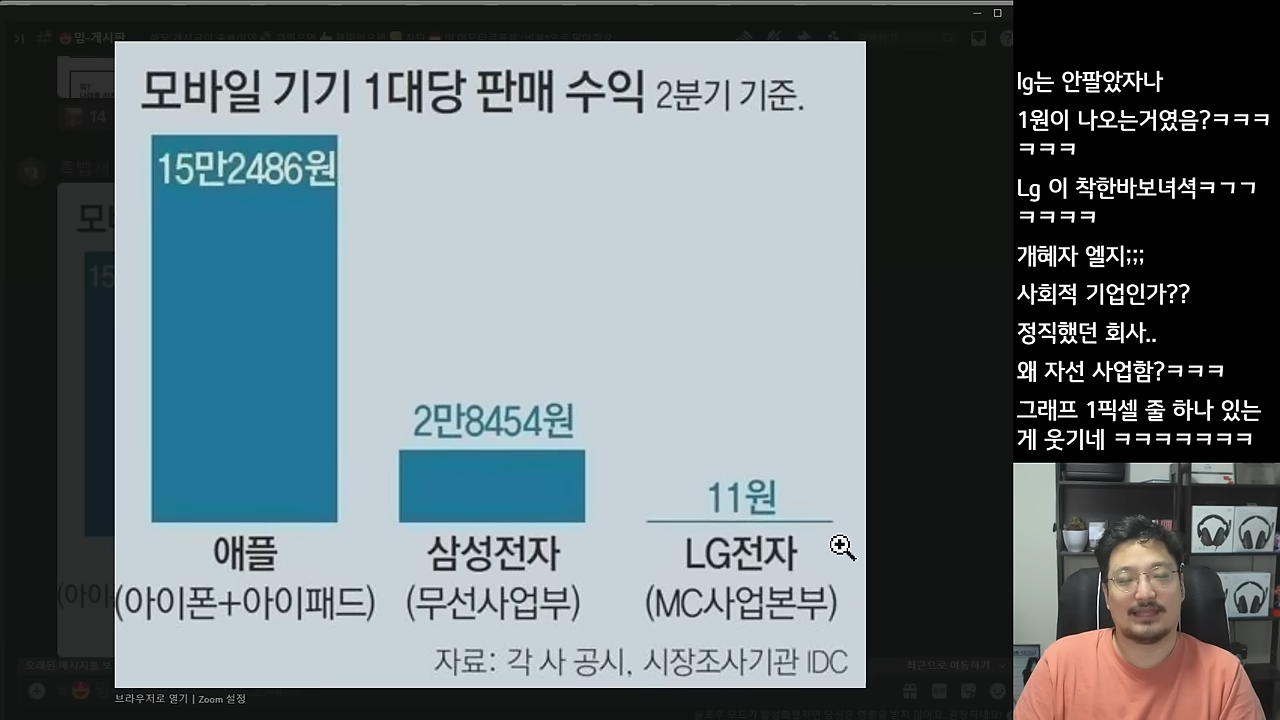 밈-게시판
14
모바일 기기 1대당 판매 수익 2분기 기준.
15만2486원
2만8454원
11원
애플
삼성전자
LG전자
(아이폰+아이패드)
(무선사업부)
(MC사업본부)
자료: 각 사 공시, 시장조사기관 IDC
브라우저로 열기 | Zoom 설정
lg는 안팔았자나
1원이 나오는거였음?ㅋㅋㅋ
ㅋㅋㅋ
Lg 이 착한바보녀셕ㅋㄱㄱ
ㅋㅋㅋㅋ
개혜자 엘지;;;
사회적 기업인가??
정직했던 회사..
왜 자선 사업함?ㅋㅋㅋ
그래프 1픽셀 줄 하나 있는
게 웃기네 ㅋㅋㅋㅋㅋㅋㅋ